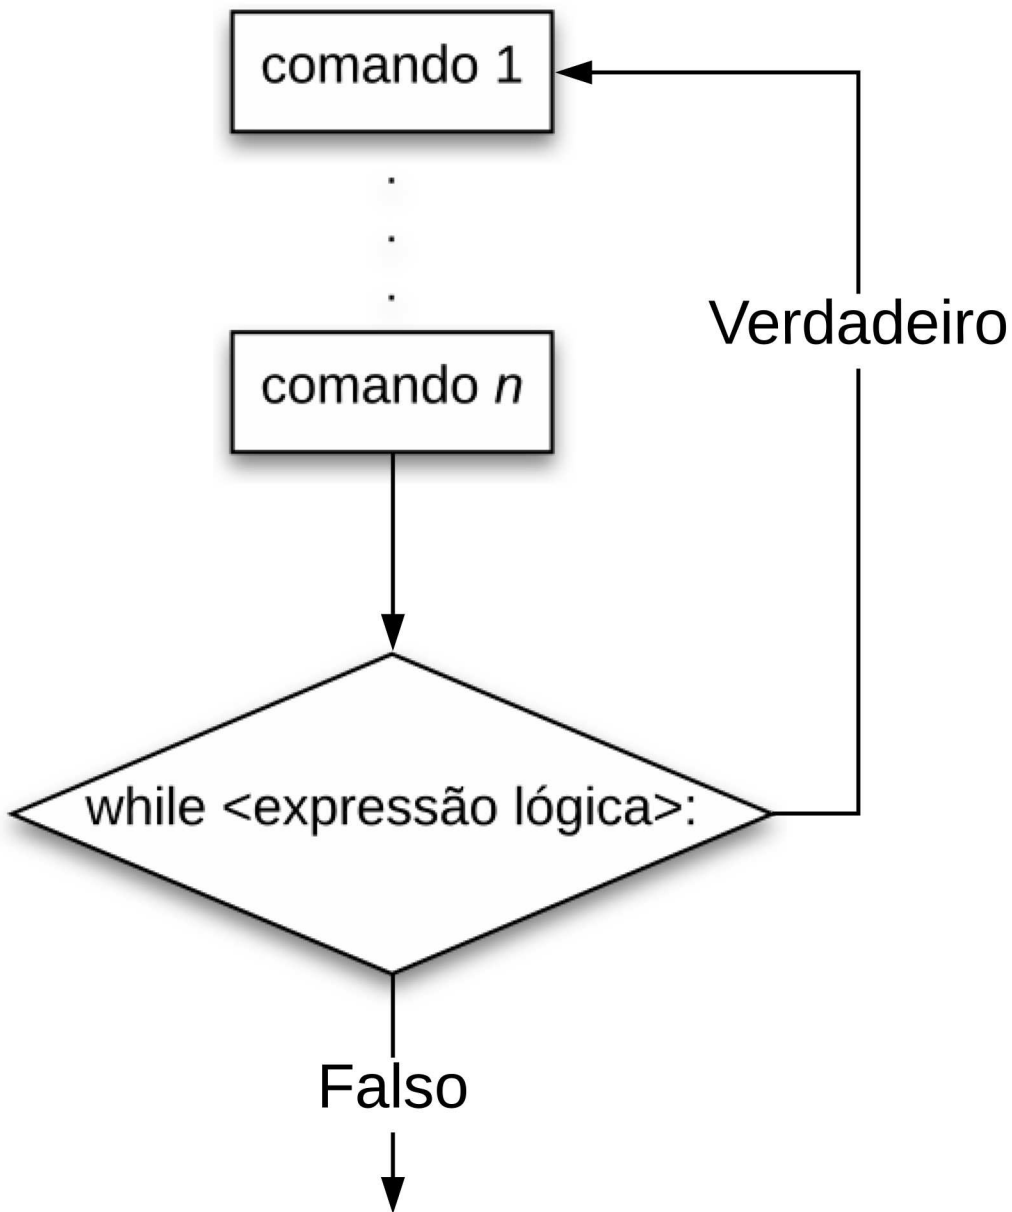 comando 1
.
.
.
Verdadeiro
comando n
while <expressão lógica>:
Falso